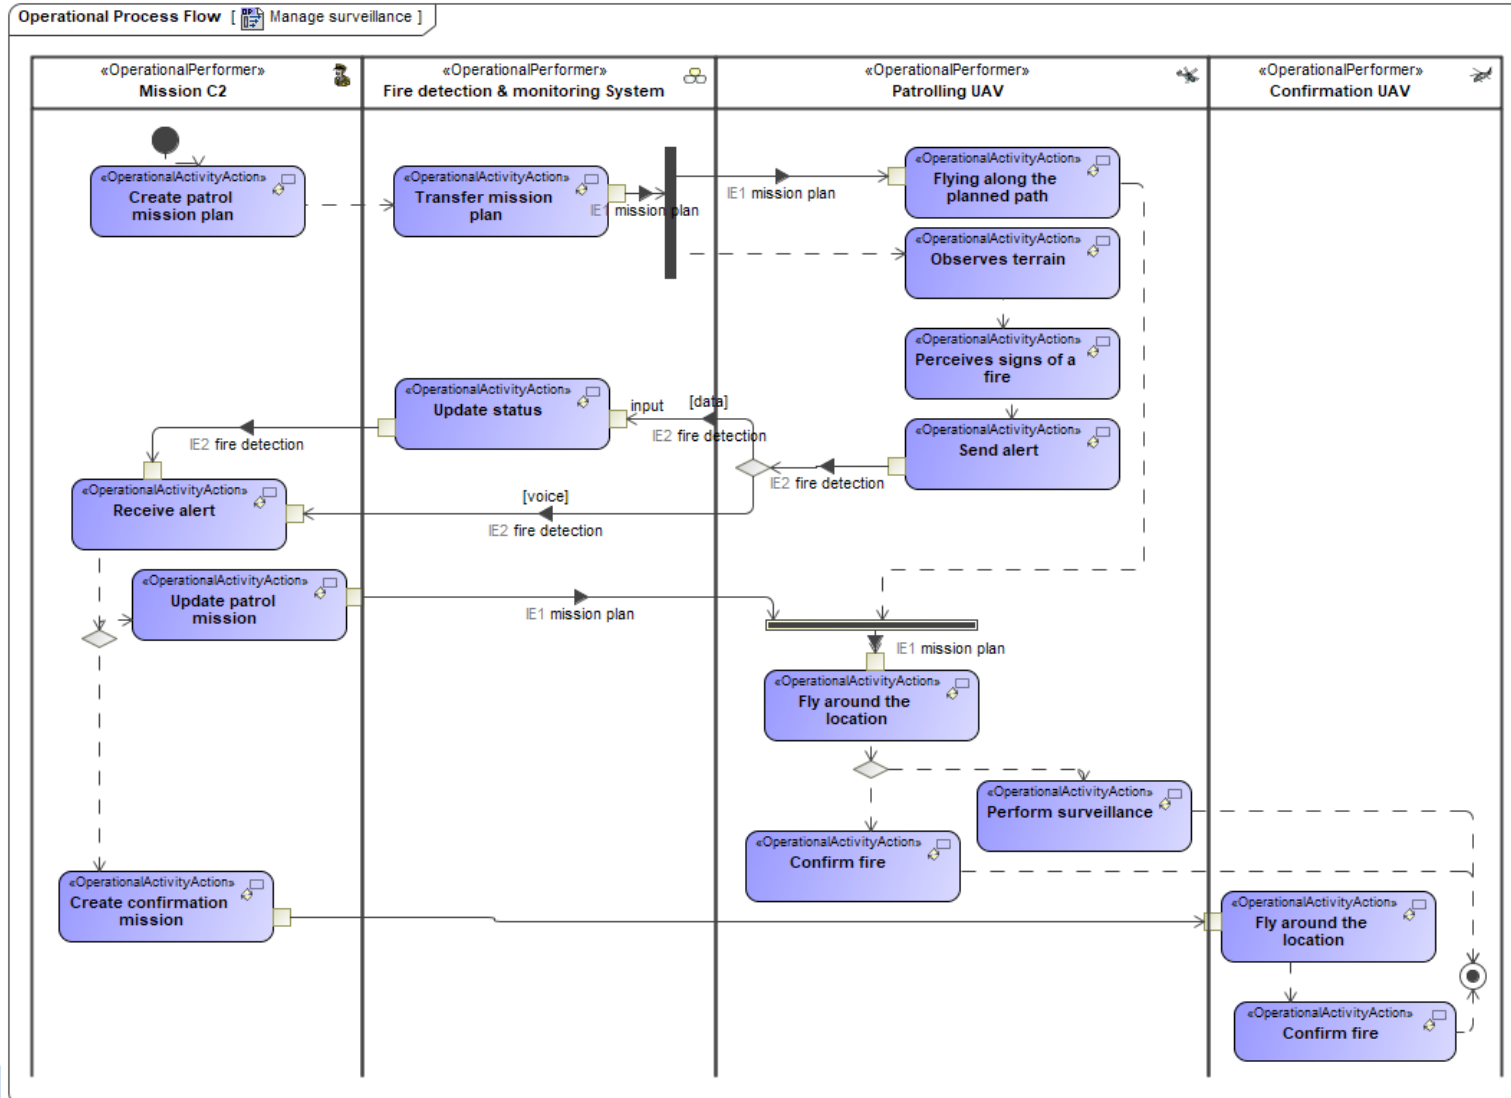 Operational Process Flow [ Manage surveillance ]
«OperationalPerformer»
Mission C2
«OperationalPerformer»
Fire detection & monitoring System
«OperationalPerformer»
Patrolling UAV
«OperationalPerformer»
Confirmation UAV
«OperationalActivityAction»
Create patrol
mission plan
«OperationalActivityAction»
Transfer mission
plan
IE1 mission plan
IE1 mission plan
«OperationalActivityAction»
Flying along the
planned path
«OperationalActivityAction»
Observes terrain
«OperationalActivityAction»
Perceives signs of a
fire
«OperationalActivityAction»
Update status
input
[data]
IE2 fire detection
«OperationalActivityAction»
Send alert
IE2 fire detection
IE2 fire detection
«OperationalActivityAction»
Receive alert
[voice]
IE2 fire detection
«OperationalActivityAction»
Update patrol
mission
IE1 mission plan
IE1 mission plan
«OperationalActivityAction»
Fly around the
location
«OperationalActivityAction»
Perform surveillance
«OperationalActivityAction»
Confirm fire
«OperationalActivityAction»
Create confirmation
mission
«OperationalActivityAction»
Fly around the
location
«OperationalActivityAction»
Confirm fire